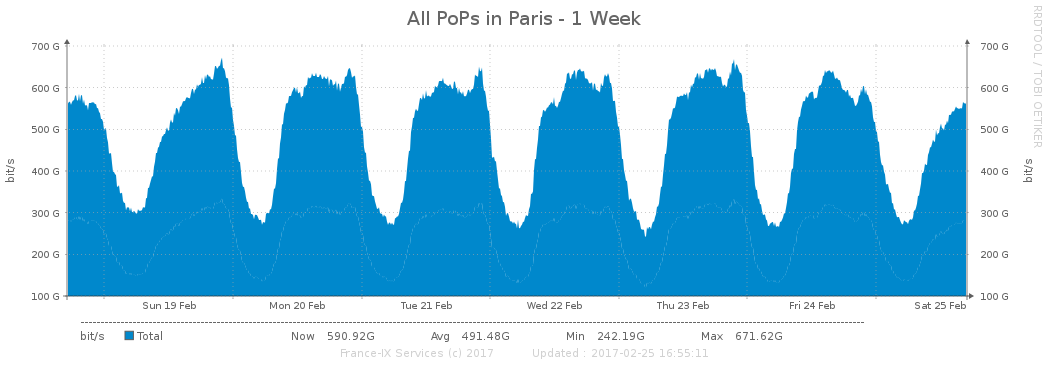 All PoPs in Paris - 1 Week
RRDTOOL / TOBI OETIKER
700 G 700 G
600 G 600 G
500 G 500 G
400 G 400 G
300 G 300 G
200 G 200 G
100 G 100 G
bit/s bit/s
Sun 19 Feb Mon 20 Feb Tue 21 Feb Wed 22 Feb Thu 23 Feb Fri 24 Feb Sat 25 Feb
bit/s Total Now 590.92G Avg 491.48G Min 242.19G Max 671.62G
France-IX Services (c) 2017 Updated : 2017-02-25 16:55:11